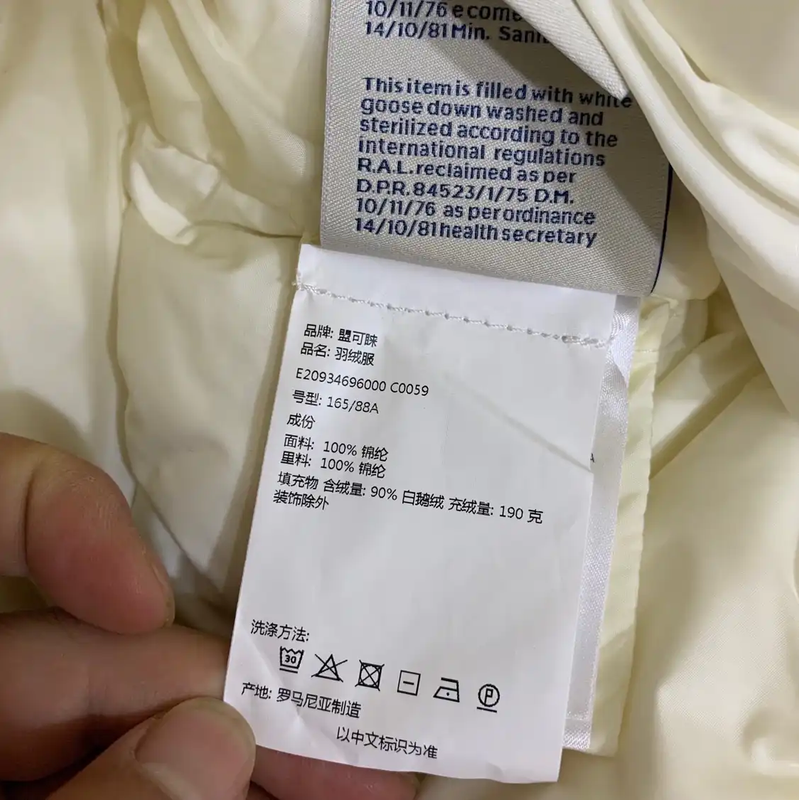 10/11/76 e come
14/10/81 Min. Sani
This item is filled with white
goose down washed and
sterilized according to the
international regulations
R.A.L. reclaimed as per
D.P.R. 84523/1/75 D.M.
10/11/76 as per ordinance
14/10/81 health secretary
品牌: 盟可睐
品名: 羽绒服
E20934696000 C0059
号型: 165/88A
成份
面料: 100% 锦纶
里料: 100% 锦纶
填充物 含绒量: 90% 白鹅绒 充绒量: 190 克
装饰除外
洗涤方法:
30
P
产地: 罗马尼亚制造
以中文标识为准